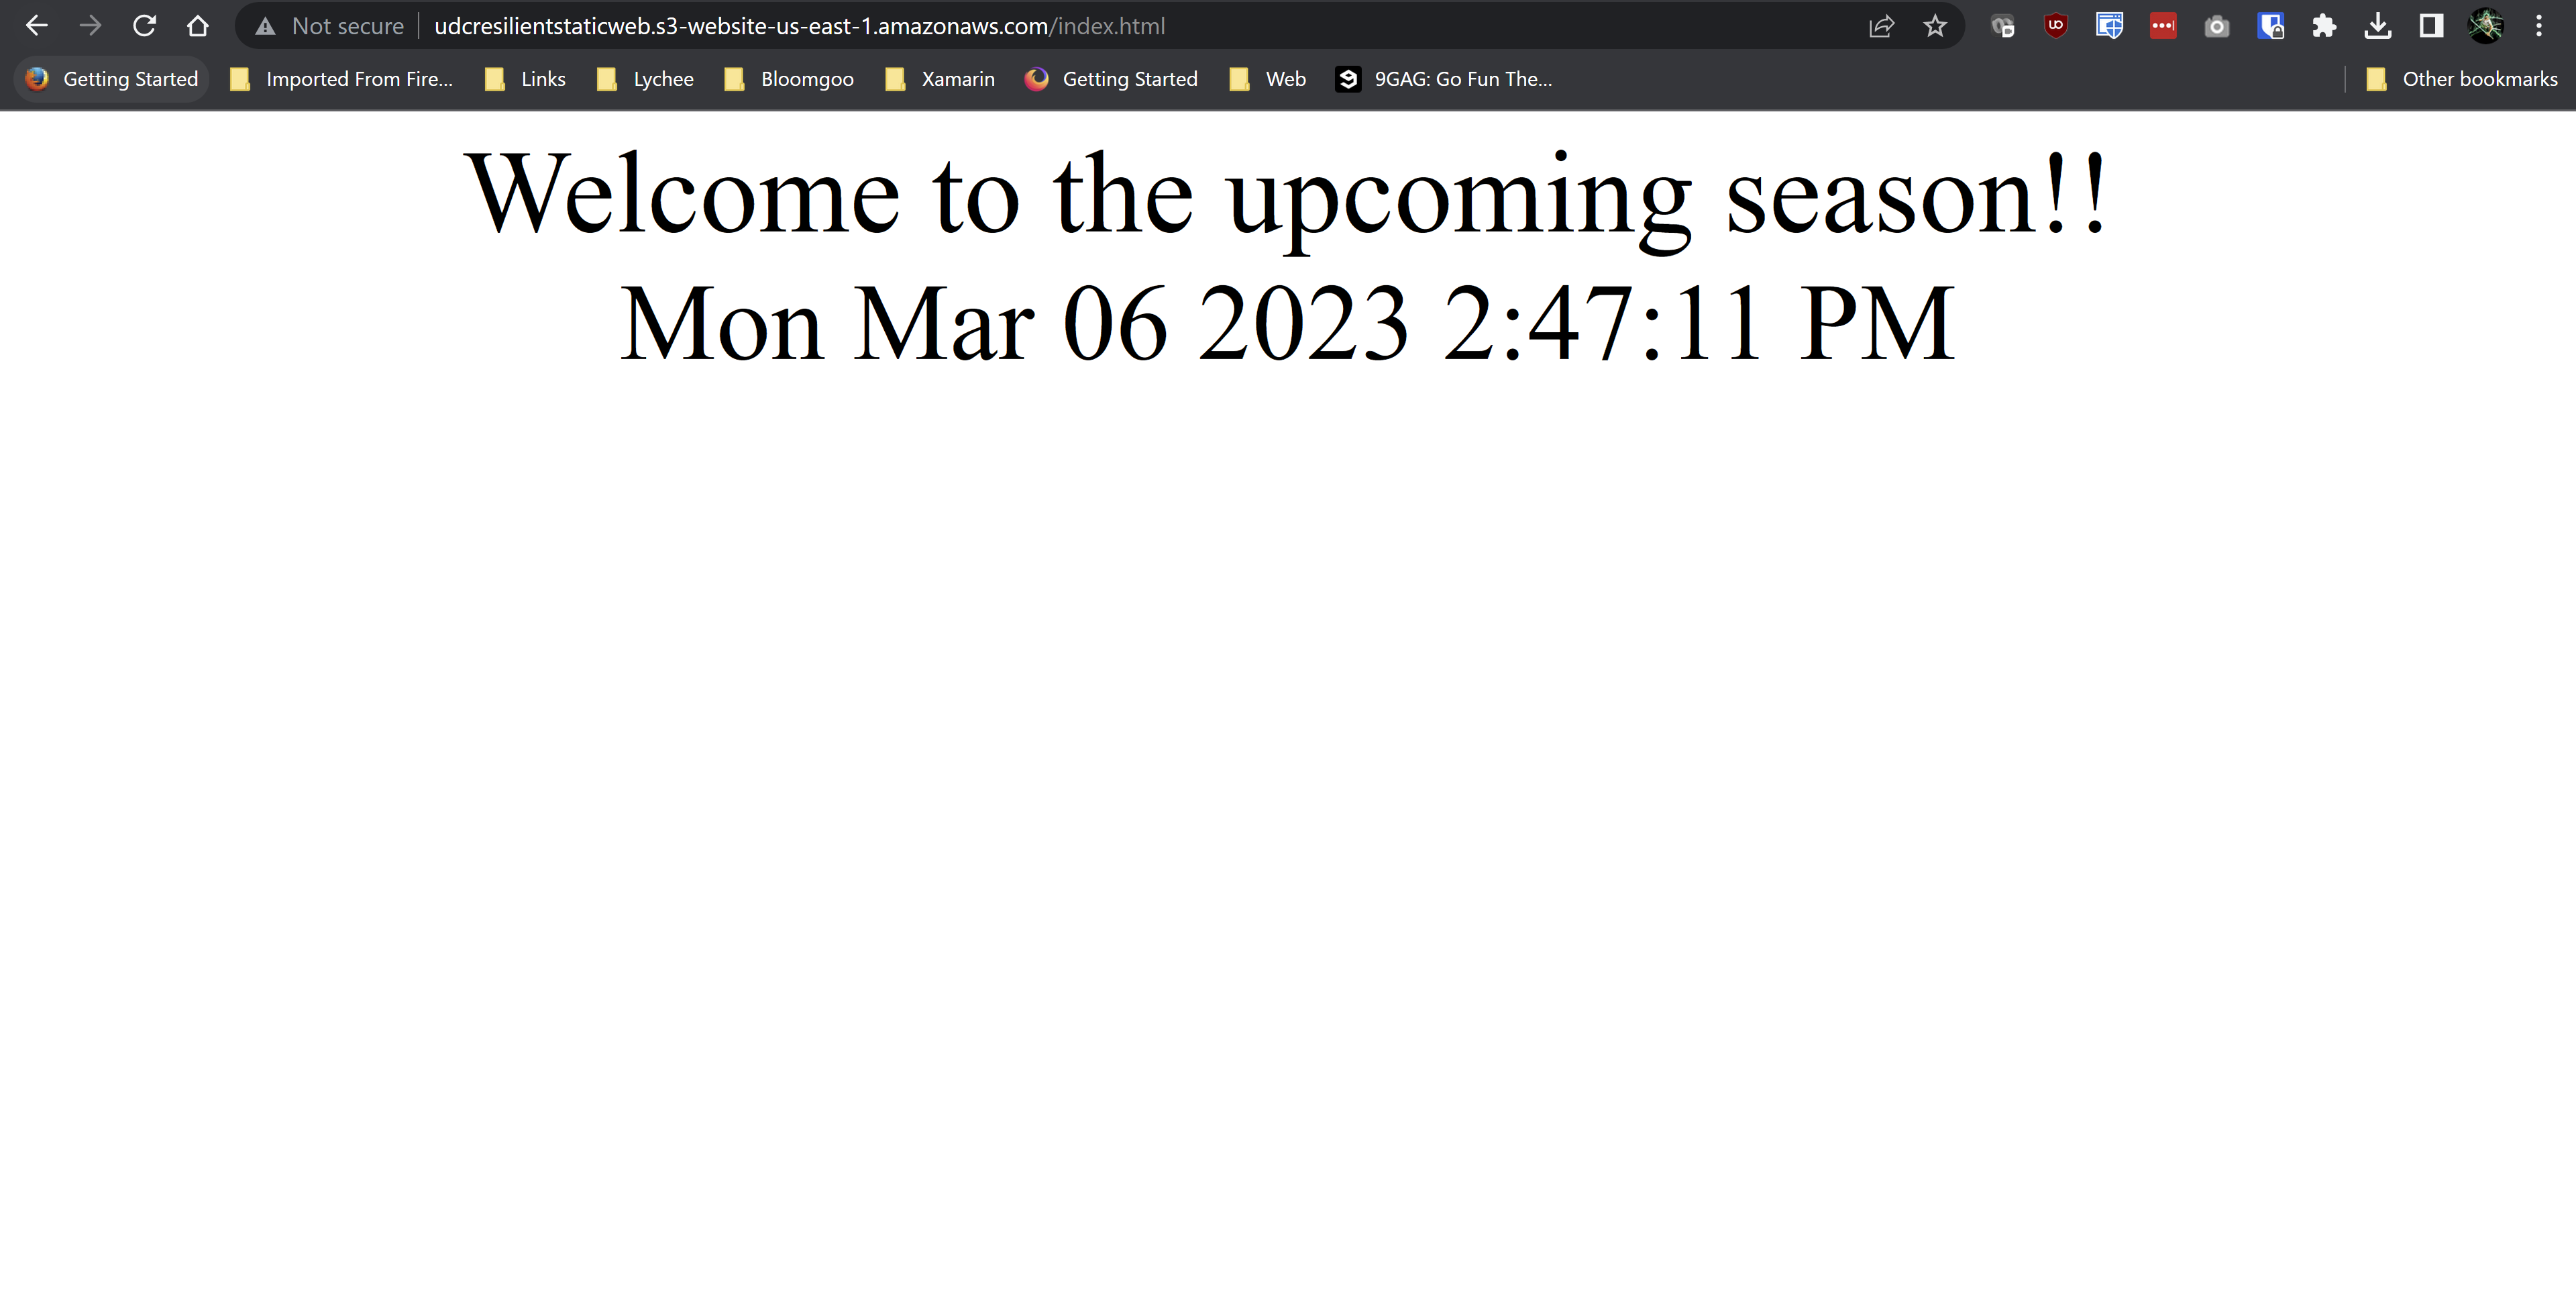 Not secure udcresilientstaticweb.s3-website-us-east-1.amazonaws.com/index.html
Getting Started Imported From Fire... Links Lychee Bloomgoo Xamarin Getting Started Web 9GAG: Go Fun The... Other bookmarks
Welcome to the upcoming season!!
Mon Mar 06 2023 2:47:11 PM